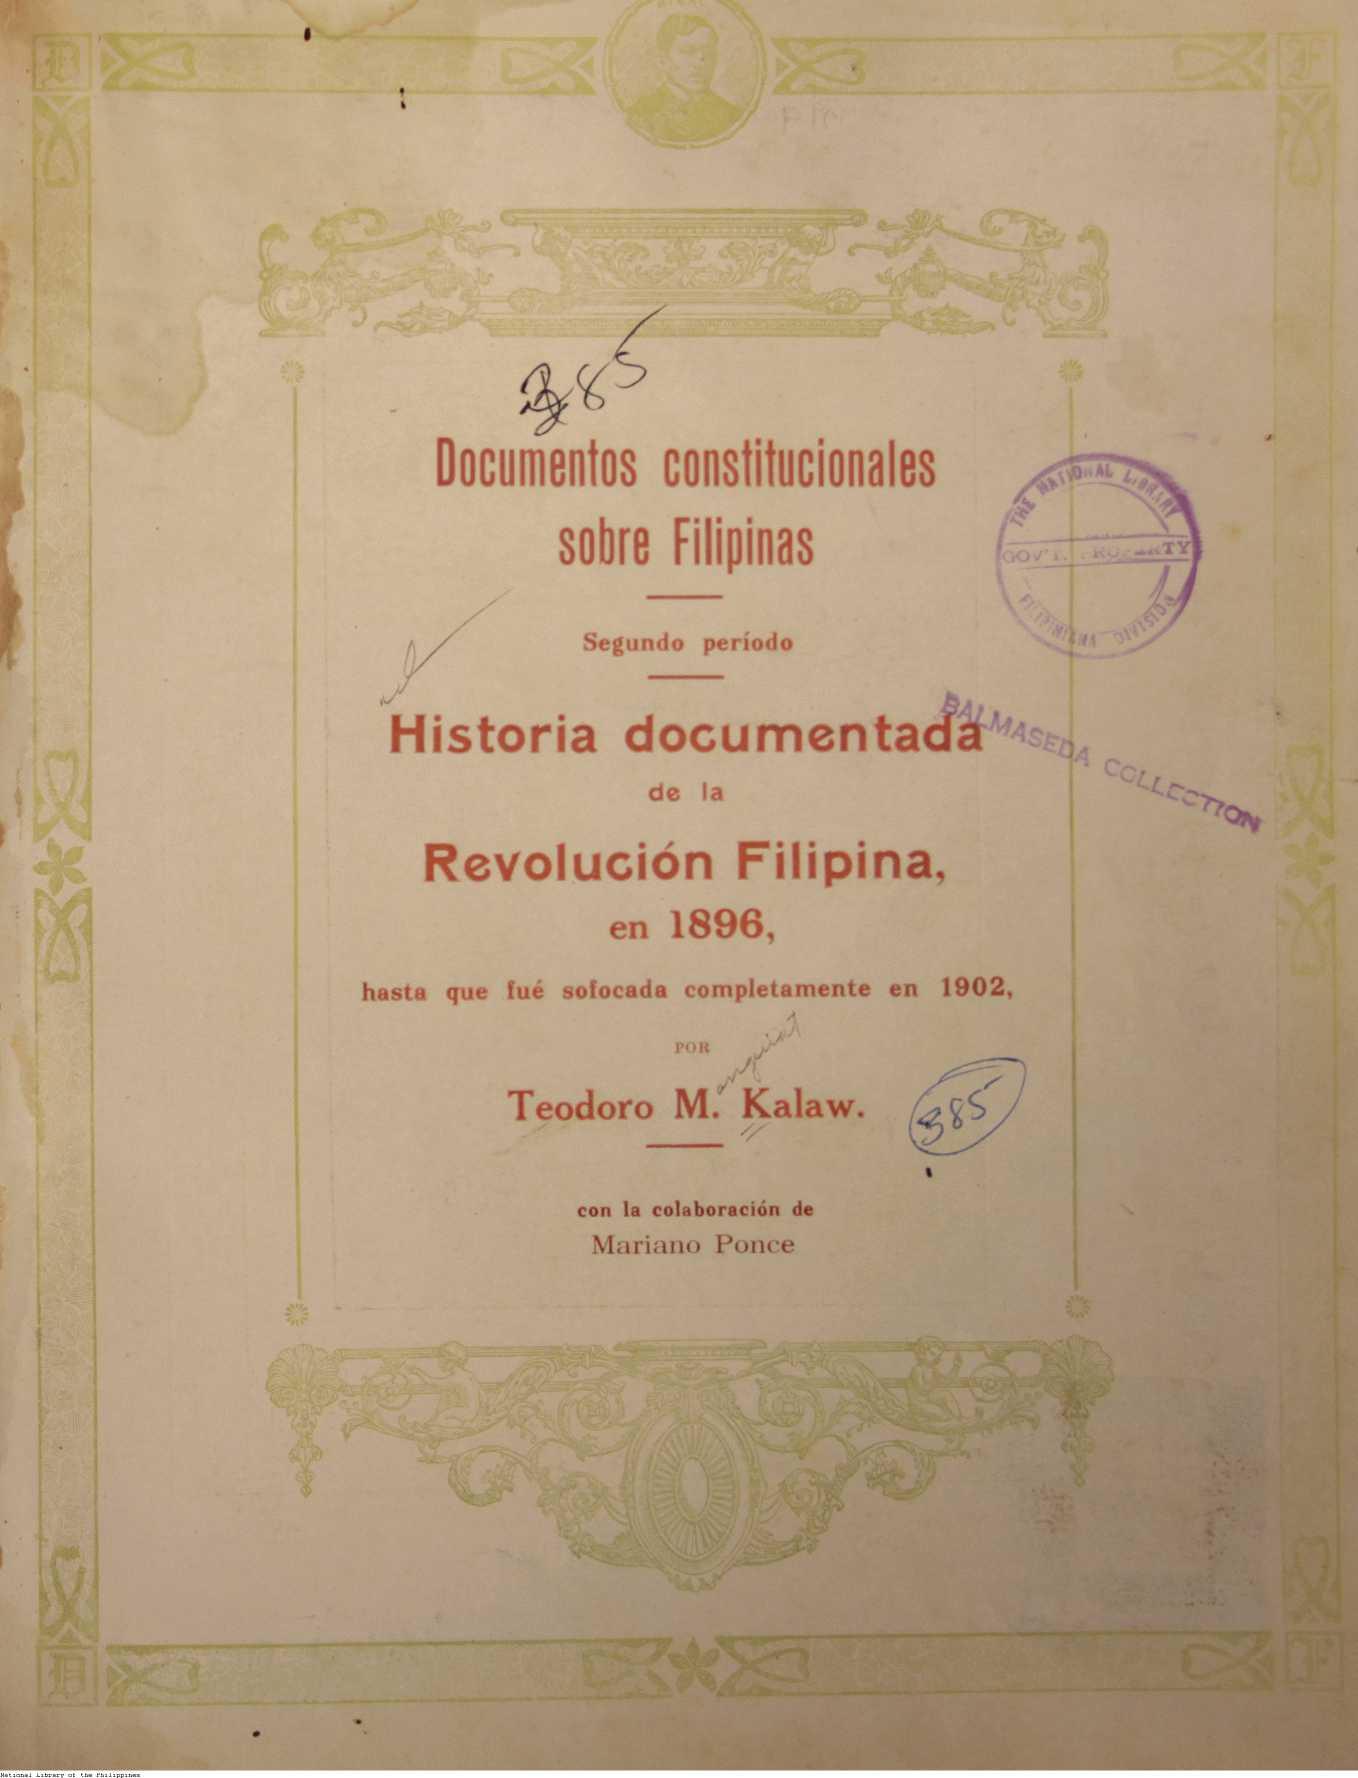 385
Documentos constitucionales
sobre Filipinas
Segundo período
Historia documentada
de la
Revolución Filipina,
en 1896,
hasta que fué sofocada completamente en 1902,
POR
Teodoro M. Kalaw.
385
con la colaboración de
Mariano Ponce
THE NATIONAL LIBRARY
GOV'T. PROPERTY
FILIPINIANA DIVISION
BALMASEDA COLLECTION
D
F
D
F
National Library of the Philippines